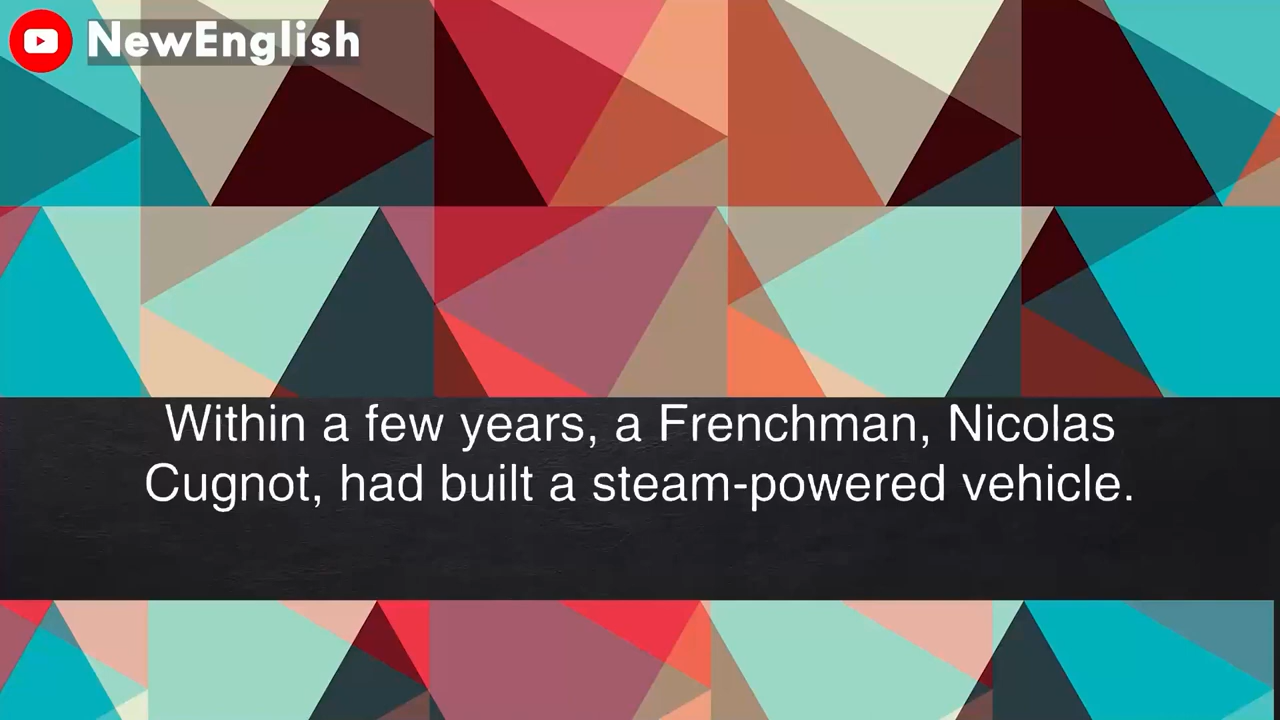 NewEnglish
Within a few years, a Frenchman, Nicolas
Cugnot, had built a steam-powered vehicle.